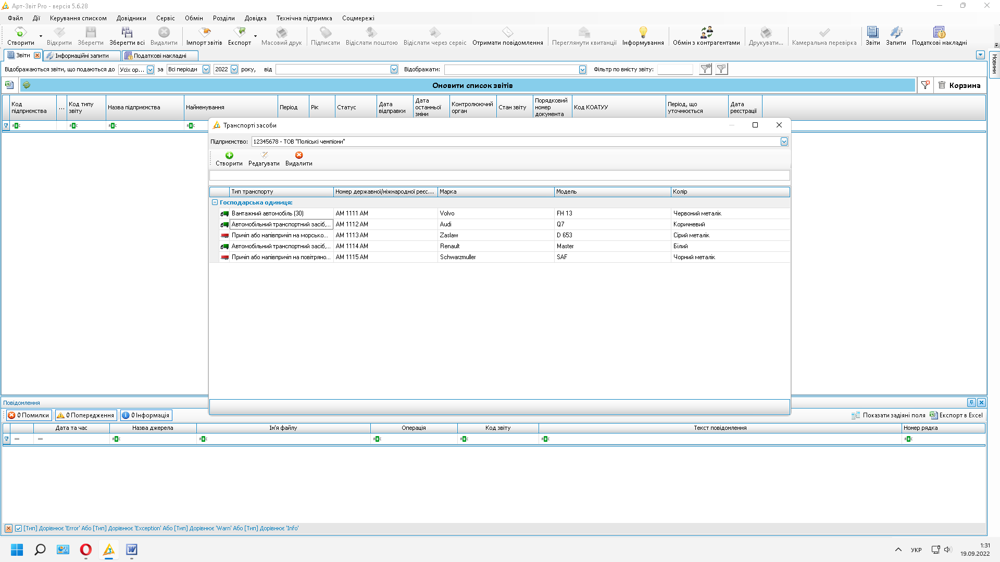 Арт-Звіт Pro - версія 5.6.28
Файл Дії Керування списком Довідники Сервіс Обмін Розділи Довідка Технічна підтримка Соцмережі
Створити Відкрити Зберегти Зберегти всі Видалити Імпорт звітів Експорт Масовий друк Підписати Відіслати поштою Відіслати через сервіс Отримати повідомлення Переглянути квитанції Інформування Обмін з контрагентами Друкувати... Камеральна перевірка Звіти Запити Податкові накладні
Звіти Інформаційні запити Податкові накладні
Новини
Відображаються звіти, що подаються до Усіх ор... за Всі періоди 2022 року, від Відображати: Фільтр по вмісту звіту:
Оновити список звітів Корзина
Код підприємства ... Код типу звіту Назва підприємства Найменування Період Рік Статус Дата відправки Дата останньої зміни Контролюючий орган Стан звіту Порядковий номер документа Код КОАТУУ Період, що уточнюється Дата реєстрації
ABC ABC ABC ABC
Транспорті засоби
Підприємство: 12345678 - ТОВ "Поліські чемпіони"
Створити Редагувати Видалити
Тип транспорту Номер державної/міжнародної реєс... Марка Модель Колір
Господарська одиниця:
Вантажний автомобіль (30) АМ 1111 АМ Volvo FH 13 Червоний металік
Автомобільний транспортний засіб,... АМ 1112 АМ Audi Q7 Коричневий
Причіп або напівпричіп на морсько... АМ 1113 АМ Zaslaw D 653 Сірий металік
Автомобільний транспортний засіб,... АМ 1114 АМ Renault Master Білий
Причіп або напівпричіп на повітряно... АМ 1115 АМ Schwarzmuller SAF Чорний металік
Повідомлення
0 Помилки 0 Попередження 0 Інформація Показати задіяні поля Експорт в Excel
Дата та час Назва джерела Ім'я файлу Операція Код звіту Текст повідомлення Номер рядка
= = ABC ABC ABC ABC ABC ABC
[Тип] Дорівнює 'Error' Або [Тип] Дорівнює 'Exception' Або [Тип] Дорівнює 'Warn' Або [Тип] Дорівнює 'Info'
УКР
1:31
19.09.2022